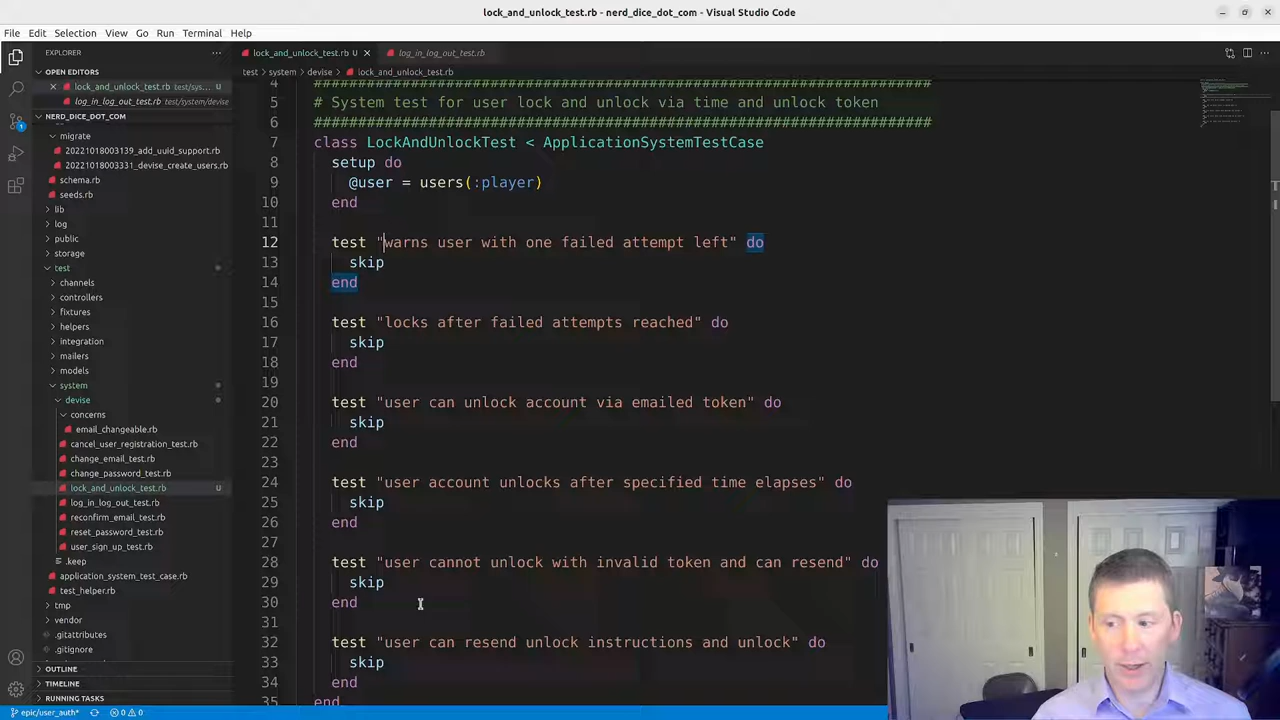 lock_and_unlock_test.rb - nerd_dice_dot_com - Visual Studio Code
File Edit Selection View Go Run Terminal Help
EXPLORER
lock_and_unlock_test.rb U
log_in_log_out_test.rb
OPEN EDITORS
test > system > devise > lock_and_unlock_test.rb
lock_and_unlock_test.rb test/sys... U
log_in_log_out_test.rb test/system/devise
NERD_DICE_DOT_COM
migrate
20221018003139_add_uuid_support.rb
20221018003331_devise_create_users.rb
schema.rb
seeds.rb
lib
log
public
storage
test
channels
controllers
fixtures
helpers
integration
mailers
models
system
devise
concerns
email_changeable.rb
cancel_user_registration_test.rb
change_email_test.rb
change_password_test.rb
lock_and_unlock_test.rb U
log_in_log_out_test.rb
reconfirm_email_test.rb
reset_password_test.rb
user_sign_up_test.rb
.keep
application_system_test_case.rb
test_helper.rb
tmp
vendor
.gitattributes
.gitignore
OUTLINE
TIMELINE
RUNNING TASKS
4 ######################################################################
5 # System test for user lock and unlock via time and unlock token
6 ######################################################################
7 class LockAndUnlockTest < ApplicationSystemTestCase
8 setup do
9 @user = users(:player)
10 end
11
12 test "warns user with one failed attempt left" do
13 skip
14 end
15
16 test "locks after failed attempts reached" do
17 skip
18 end
19
20 test "user can unlock account via emailed token" do
21 skip
22 end
23
24 test "user account unlocks after specified time elapses" do
25 skip
26 end
27
28 test "user cannot unlock with invalid token and can resend" do
29 skip
30 end
31
32 test "user can resend unlock instructions and unlock" do
33 skip
34 end
35 end
1
epic/user_auth* 0 0